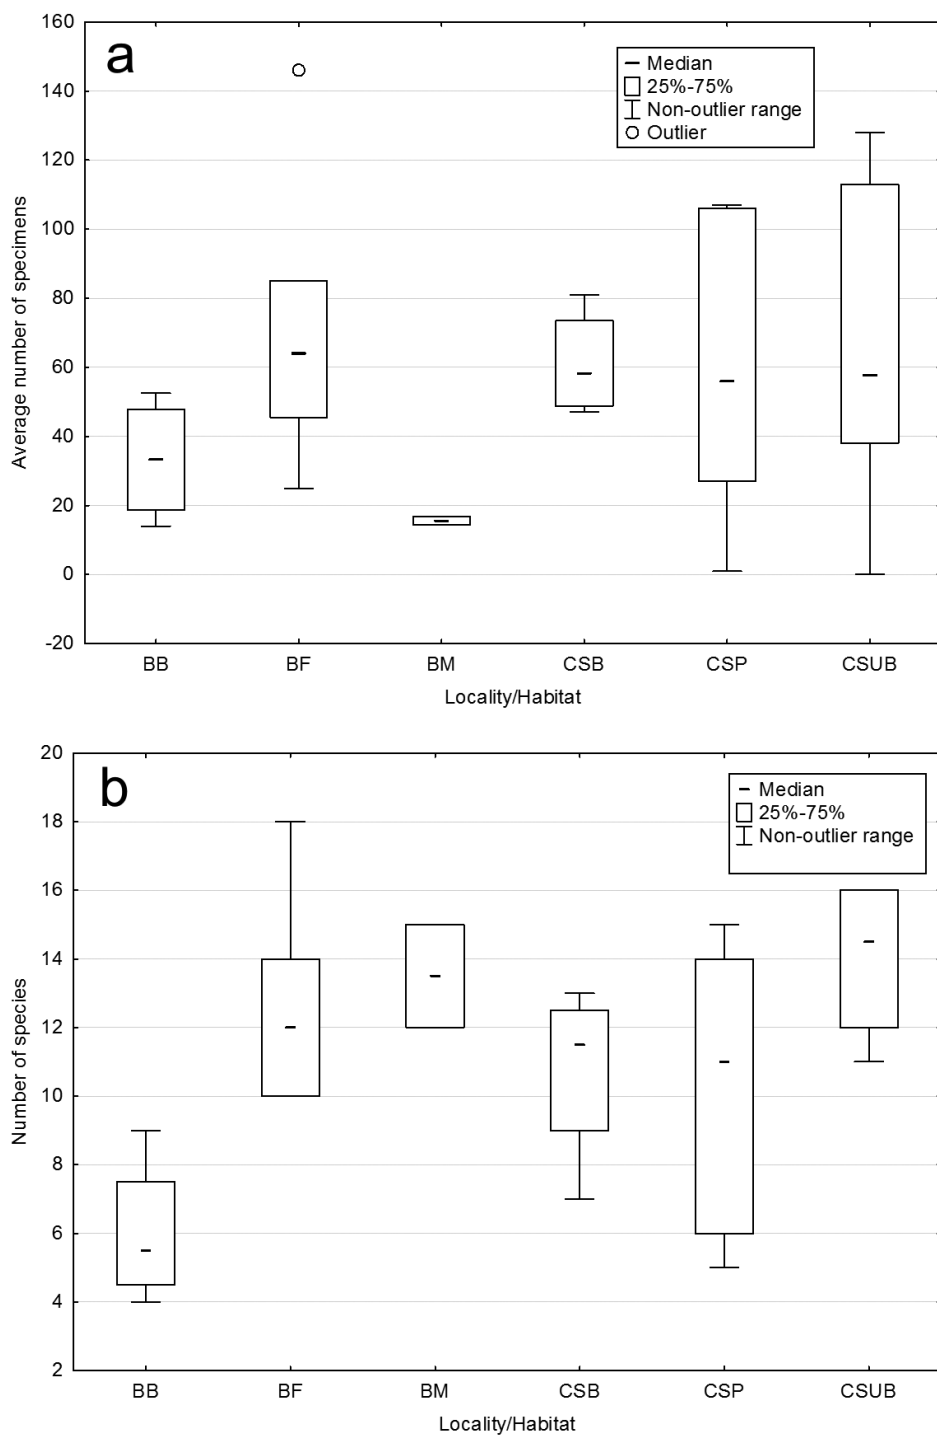 a
Median
25%-75%
Non-outlier range
Outlier
160
140
120
100
80
60
40
20
0
-20
Average number of specimens
BB BF BM CSB CSP CSUB
Locality/Habitat
b
Median
25%-75%
Non-outlier range
20
18
16
14
12
10
8
6
4
2
Number of species
BB BF BM CSB CSP CSUB
Locality/Habitat